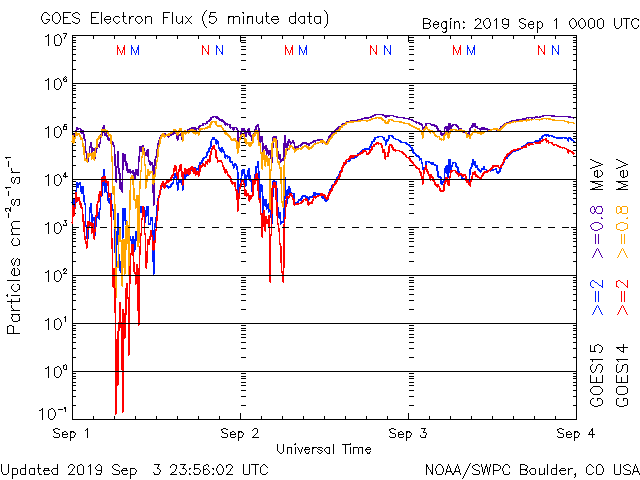 GOES Electron Flux (5 minute data)
Begin: 2019 Sep 1 0000 UTC
M M N N M M N N M M N N
10⁷
10⁶
10⁵
10⁴
10³
10²
10¹
10⁰
10⁻¹
Particles cm⁻²s⁻¹sr⁻¹
Sep 1 Sep 2 Sep 3 Sep 4
Universal Time
GOES15 >=2 >=0.8 MeV
GOES14 >=2 >=0.8 MeV
Updated 2019 Sep 3 23:56:02 UTC
NOAA/SWPC Boulder, CO USA